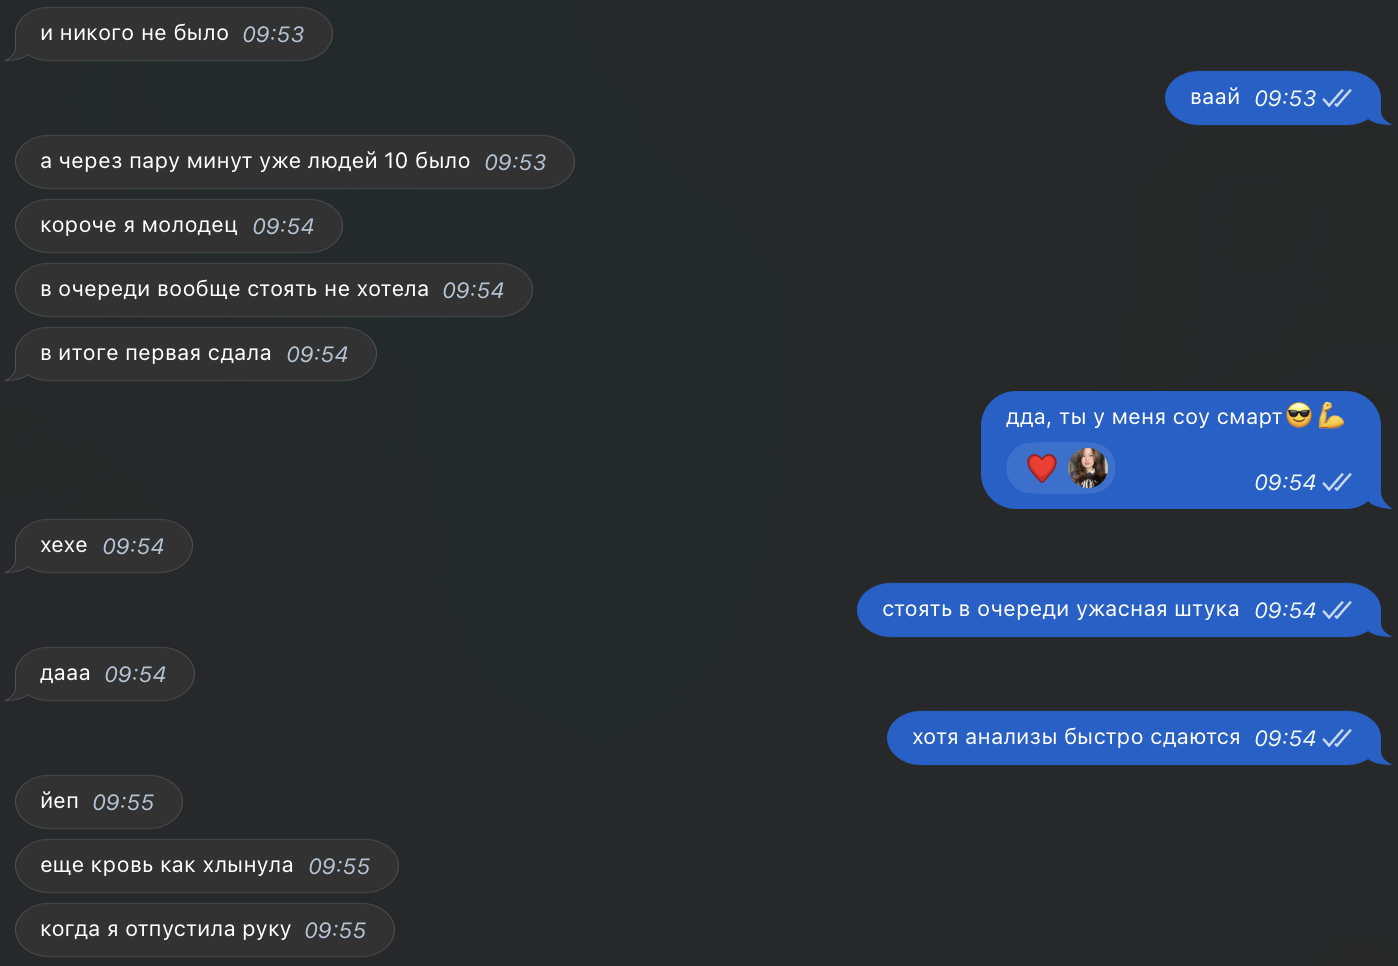 и никого не было 09:53
ваай 09:53
а через пару минут уже людей 10 было 09:53
короче я молодец 09:54
в очереди вообще стоять не хотела 09:54
в итоге первая сдала 09:54
дда, ты у меня соу смарт😎💪
09:54
хехе 09:54
стоять в очереди ужасная штука 09:54
дааа 09:54
хотя анализы быстро сдаются 09:54
йеп 09:55
еще кровь как хлынула 09:55
когда я отпустила руку 09:55